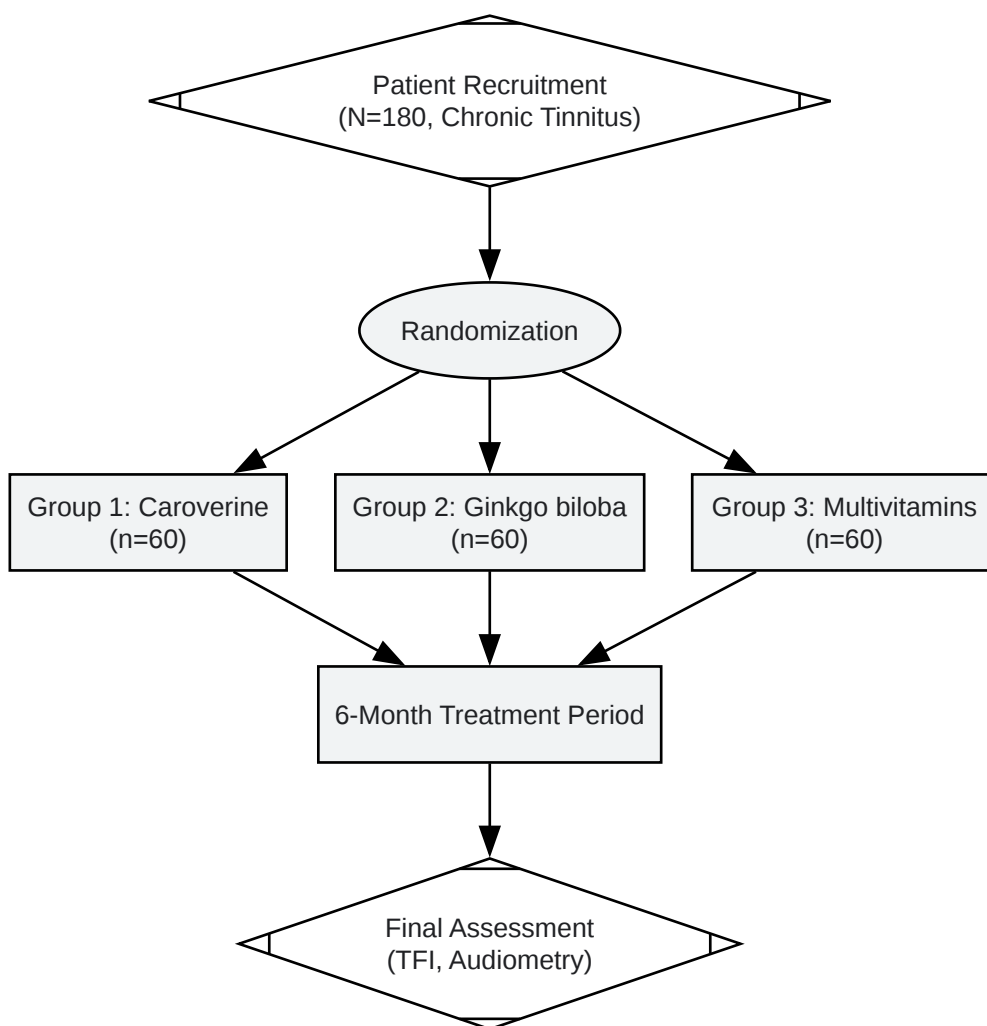 Patient Recruitment
(N=180, Chronic Tinnitus)
Randomization
Group 1: Caroverine
(n=60)
Group 2: Ginkgo biloba
(n=60)
Group 3: Multivitamins
(n=60)
6-Month Treatment Period
Final Assessment
(TFI, Audiometry)